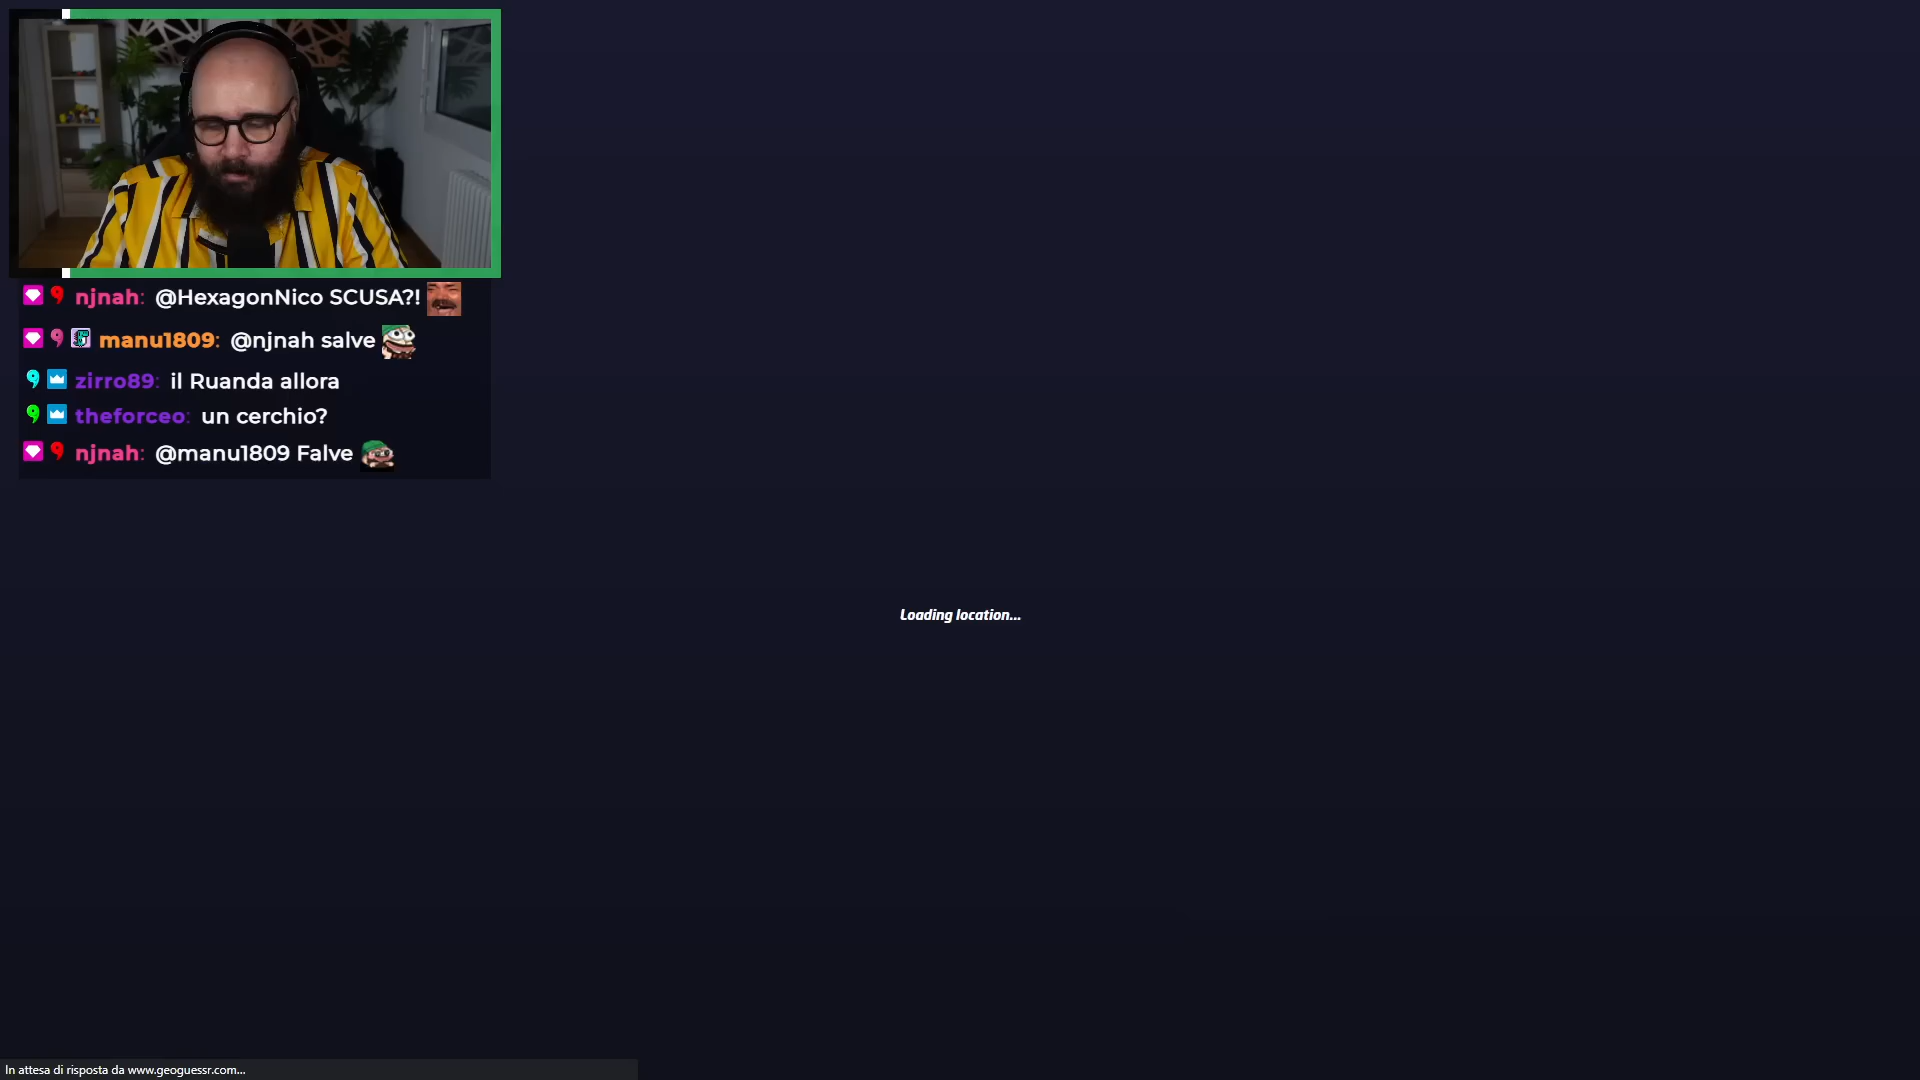 njnah: @HexagonNico SCUSA?!
manu1809: @njnah salve
zirro89: il Ruanda allora
theforceo: un cerchio?
njnah: @manu1809 Falve
Loading location...
In attesa di risposta da www.geoguessr.com...